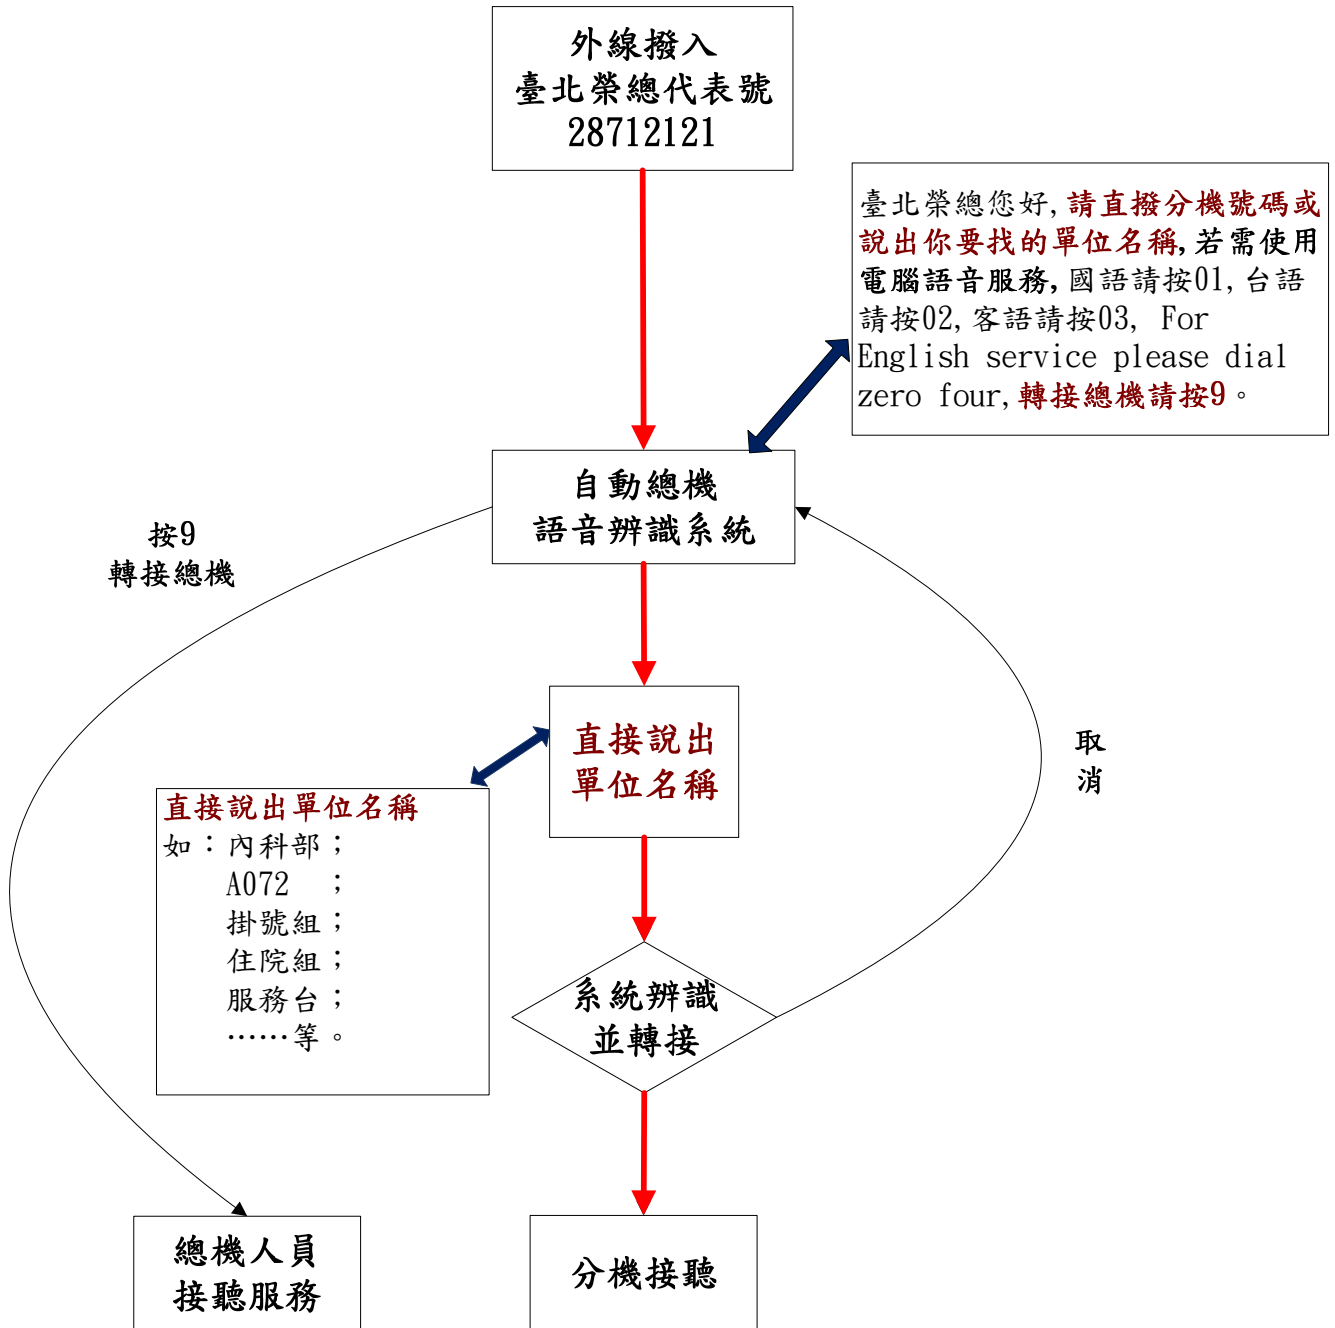 外線撥入
臺北榮總代表號
28712121
臺北榮總您好,請直撥分機號碼或
說出你要找的單位名稱,若需使用
電腦語音服務,國語請按01,台語
請按02,客語請按03, For
English service please dial
zero four,轉接總機請按9。
自動總機
語音辨識系統
按9
轉接總機
直接說出
單位名稱
取
消
直接說出單位名稱
如：內科部；
A072 ；
掛號組；
住院組；
服務台；
……等。
系統辨識
並轉接
總機人員
接聽服務
分機接聽